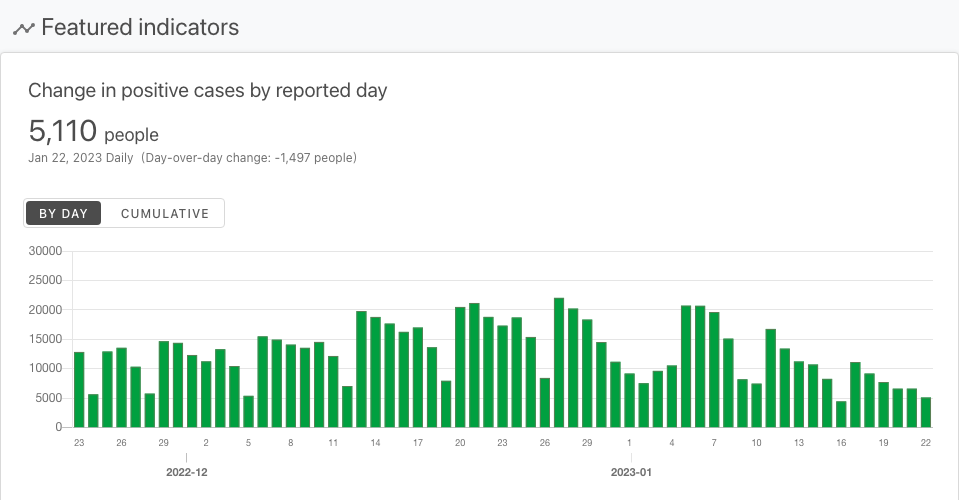 Featured indicators
Change in positive cases by reported day
5,110 people
Jan 22, 2023 Daily (Day-over-day change: -1,497 people)
BY DAY CUMULATIVE
30000
25000
20000
15000
10000
5000
0
23 26 29 2 5 8 11 14 17 20 23 26 29 1 4 7 10 13 16 19 22
2022-12 2023-01